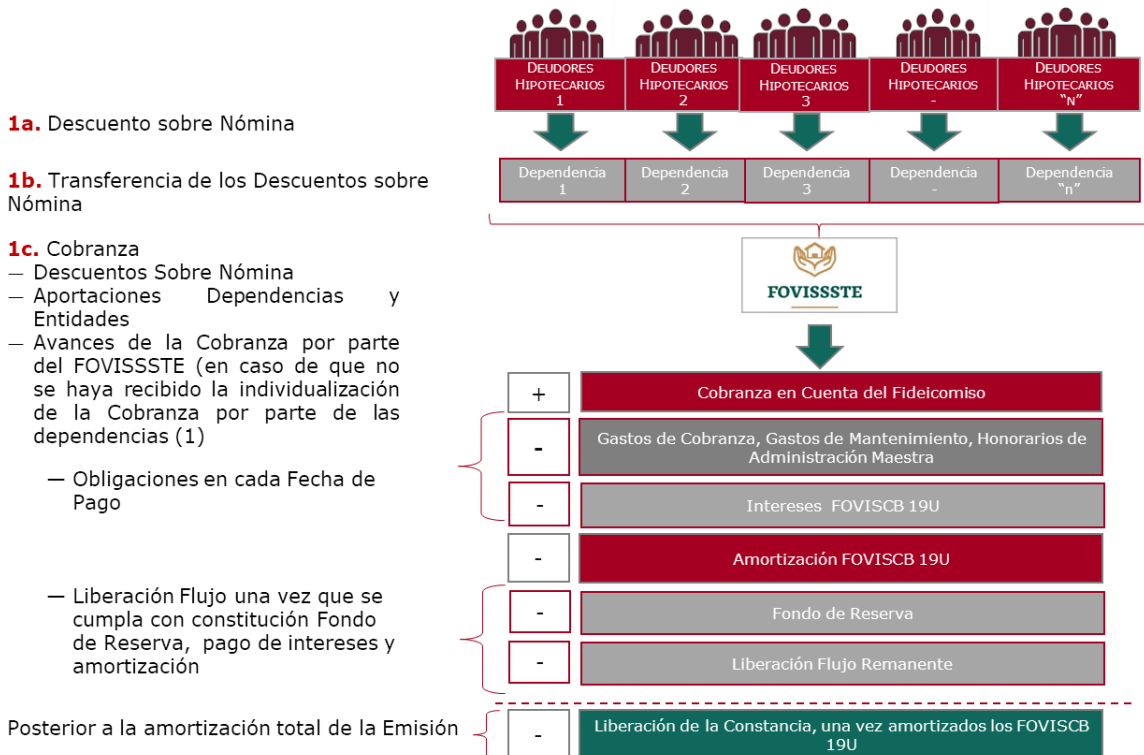 DEUDORES
HIPOTECARIOS
1
DEUDORES
HIPOTECARIOS
2
DEUDORES
HIPOTECARIOS
3
DEUDORES
HIPOTECARIOS
-
DEUDORES
HIPOTECARIOS
"N"
1a. Descuento sobre Nómina
Dependencia
1
Dependencia
2
Dependencia
3
Dependencia
-
Dependencia
"n"
1b. Transferencia de los Descuentos sobre
Nómina
1c. Cobranza
— Descuentos Sobre Nómina
— Aportaciones Dependencias y
Entidades
— Avances de la Cobranza por parte
del FOVISSSTE (en caso de que no
se haya recibido la individualización
de la Cobranza por parte de las
dependencias (1)
FOVISSSTE
+ Cobranza en Cuenta del Fideicomiso
— Obligaciones en cada Fecha de
Pago
- Gastos de Cobranza, Gastos de Mantenimiento, Honorarios de
Administración Maestra
- Intereses FOVISCB 19U
- Amortización FOVISCB 19U
— Liberación Flujo una vez que se
cumpla con constitución Fondo
de Reserva, pago de intereses y
amortización
- Fondo de Reserva
- Liberación Flujo Remanente
Posterior a la amortización total de la Emisión
- Liberación de la Constancia, una vez amortizados los FOVISCB
19U